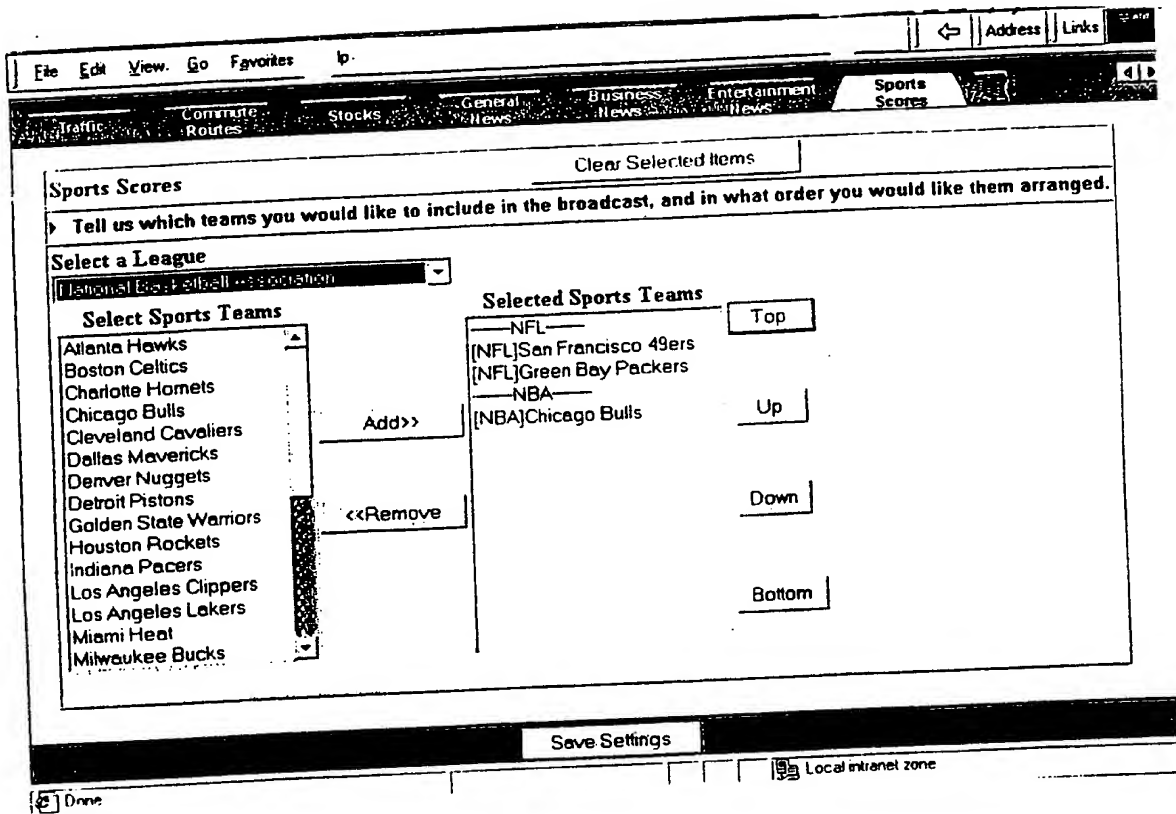 Address Links
File Edit View. Go Favorites
Traffic Commute Routes Stocks General News Business News Entertainment News Sports Scores
Sports Scores
Clear Selected Items
Tell us which teams you would like to include in the broadcast, and in what order you would like them arranged.
Select a League
National Basketball Association
Select Sports Teams
Atlanta Hawks
Boston Celtics
Charlotte Hornets
Chicago Bulls
Cleveland Cavaliers
Dallas Mavericks
Denver Nuggets
Detroit Pistons
Golden State Warriors
Houston Rockets
Indiana Pacers
Los Angeles Clippers
Los Angeles Lakers
Miami Heat
Milwaukee Bucks
Add>>
<<Remove
Selected Sports Teams
——NFL——
[NFL]San Francisco 49ers
[NFL]Green Bay Packers
——NBA——
[NBA]Chicago Bulls
Top
Up
Down
Bottom
Save Settings
Done
Local intranet zone